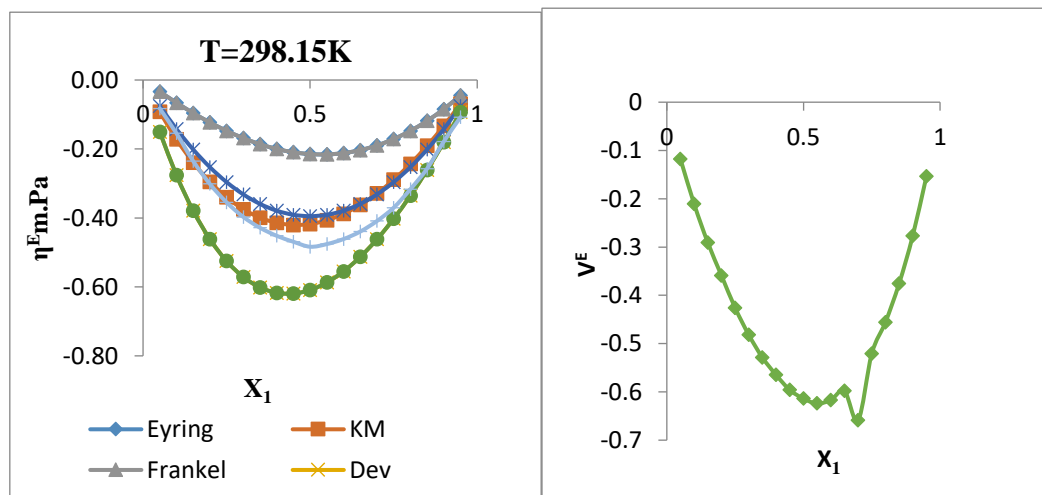 T=298.15K
0.00
-0.20
-0.40
-0.60
-0.80
0 0.5 1
ηᴱm.Pa
X₁
Eyring KM
Frankel Dev
0
-0.1
-0.2
-0.3
-0.4
-0.5
-0.6
-0.7
0 0.5 1
Vᴱ
X₁